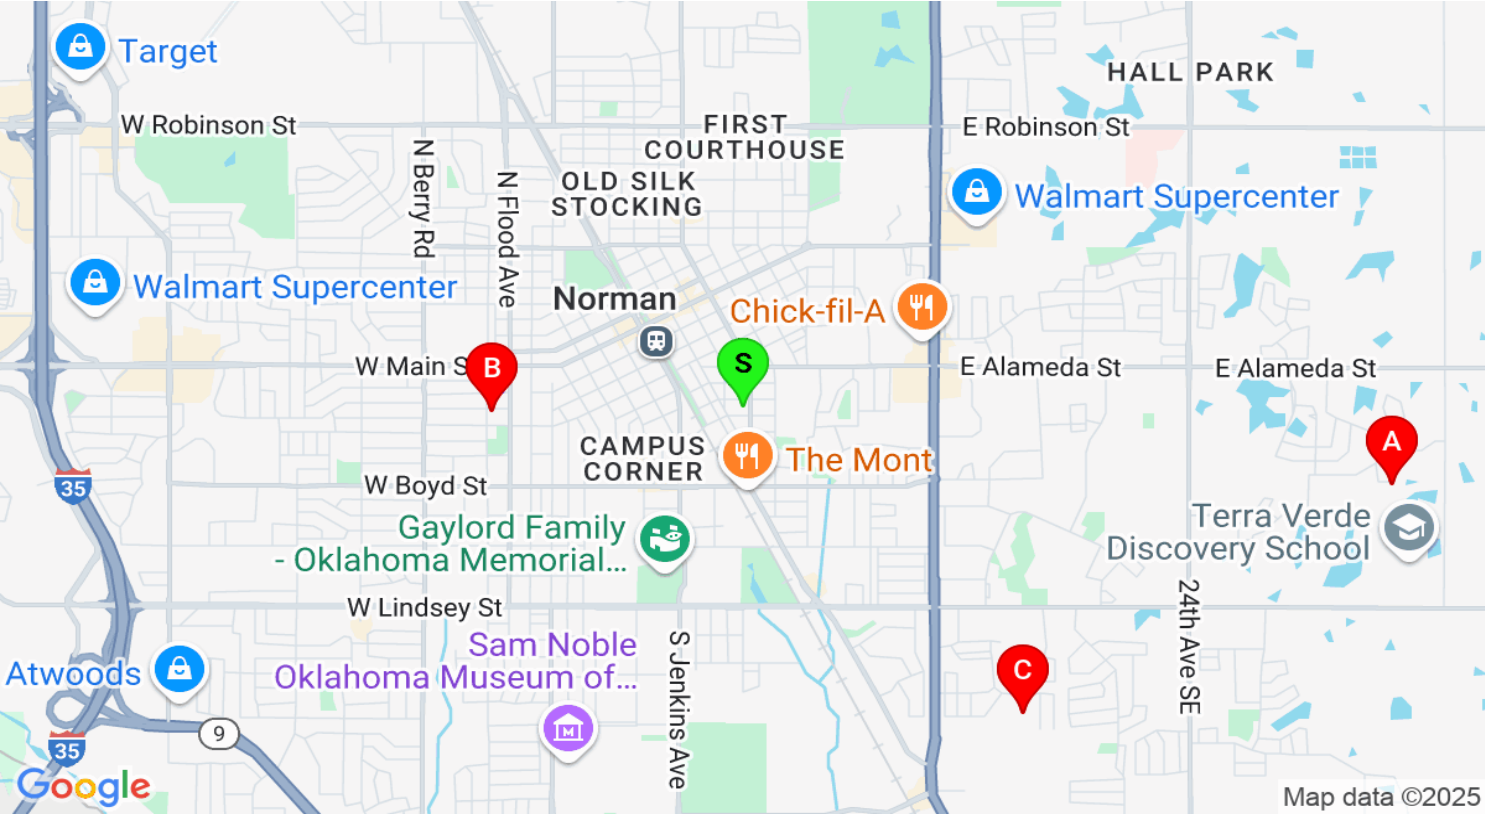 Target
HALL PARK
W Robinson St
FIRST
COURTHOUSE
E Robinson St
N Berry Rd
N Flood Ave
OLD SILK
STOCKING
Walmart Supercenter
Walmart Supercenter
Norman
Chick-fil-A
S
W Main S
B
E Alameda St
E Alameda St
A
CAMPUS
CORNER
The Mont
35
W Boyd St
Gaylord Family
- Oklahoma Memorial...
Terra Verde
Discovery School
24th Ave SE
W Lindsey St
Sam Noble
Oklahoma Museum of...
S Jenkins Ave
C
Atwoods
M
9
35
Google
Map data ©2025